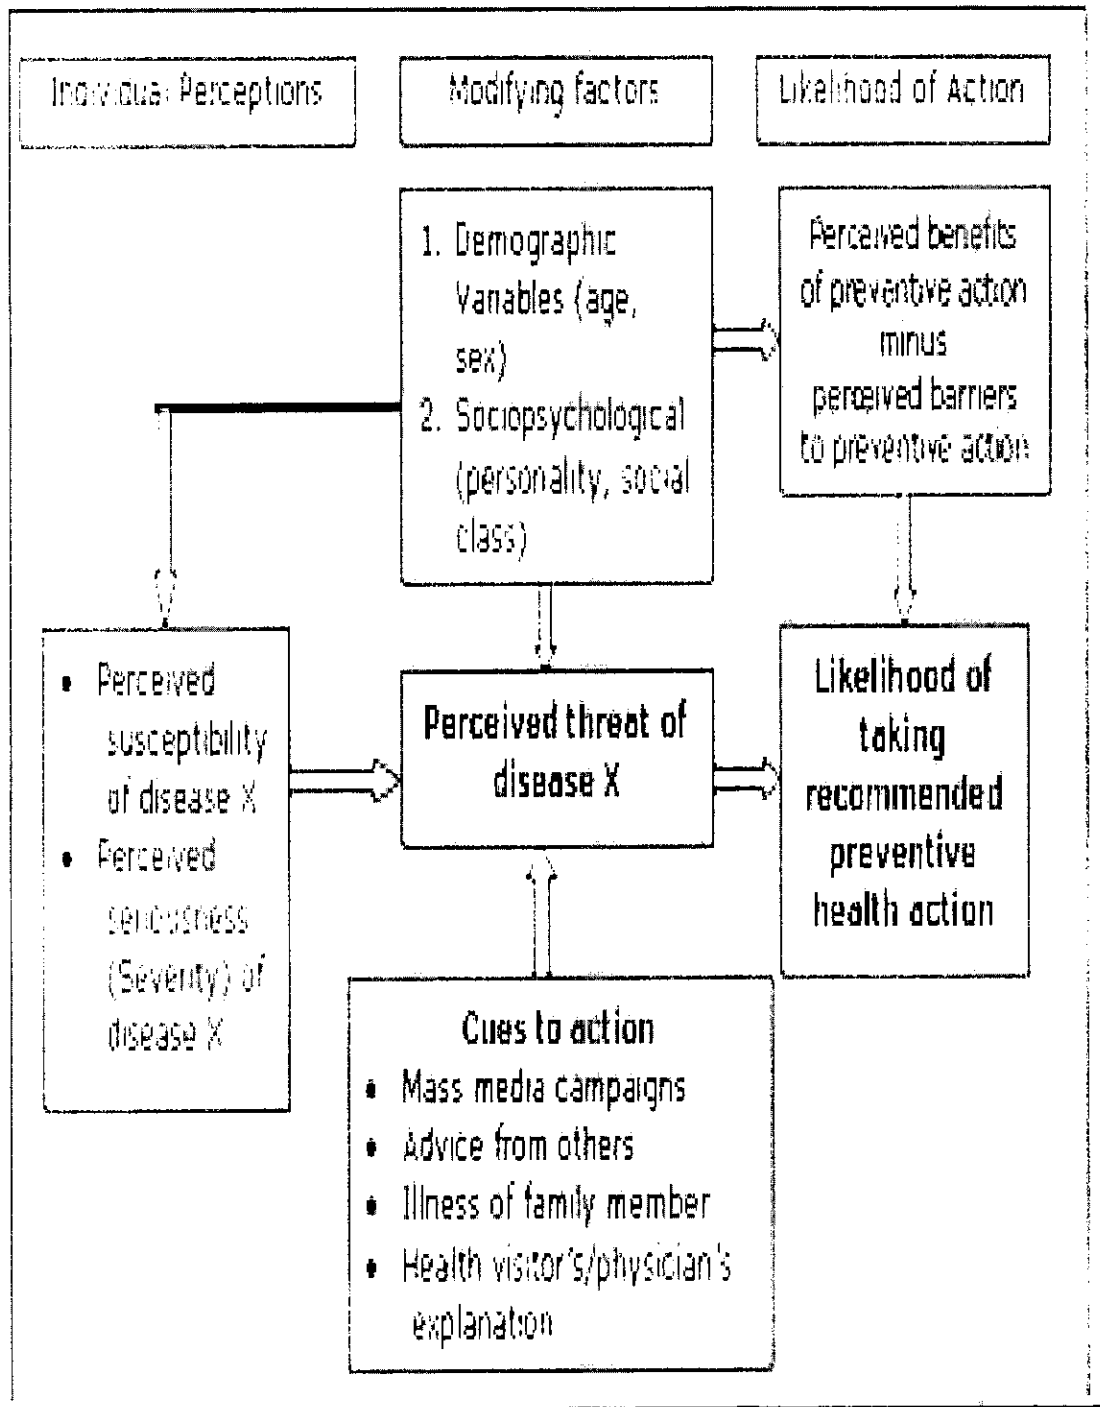 Individual Perceptions
Modifying factors
Likelihood of Action
1. Demographic
Variables (age,
sex)
2. Sociopsychological
(personality, social
class)
Perceived benefits
of preventive action
minus
perceived barriers
to preventive action
• Perceived
susceptibility
of disease X
• Perceived
seriousness
(Severity) of
disease X
Perceived threat of
disease X
Likelihood of
taking
recommended
preventive
health action
Cues to action
• Mass media campaigns
• Advice from others
• Illness of family member
• Health visitor's/physician's
explanation